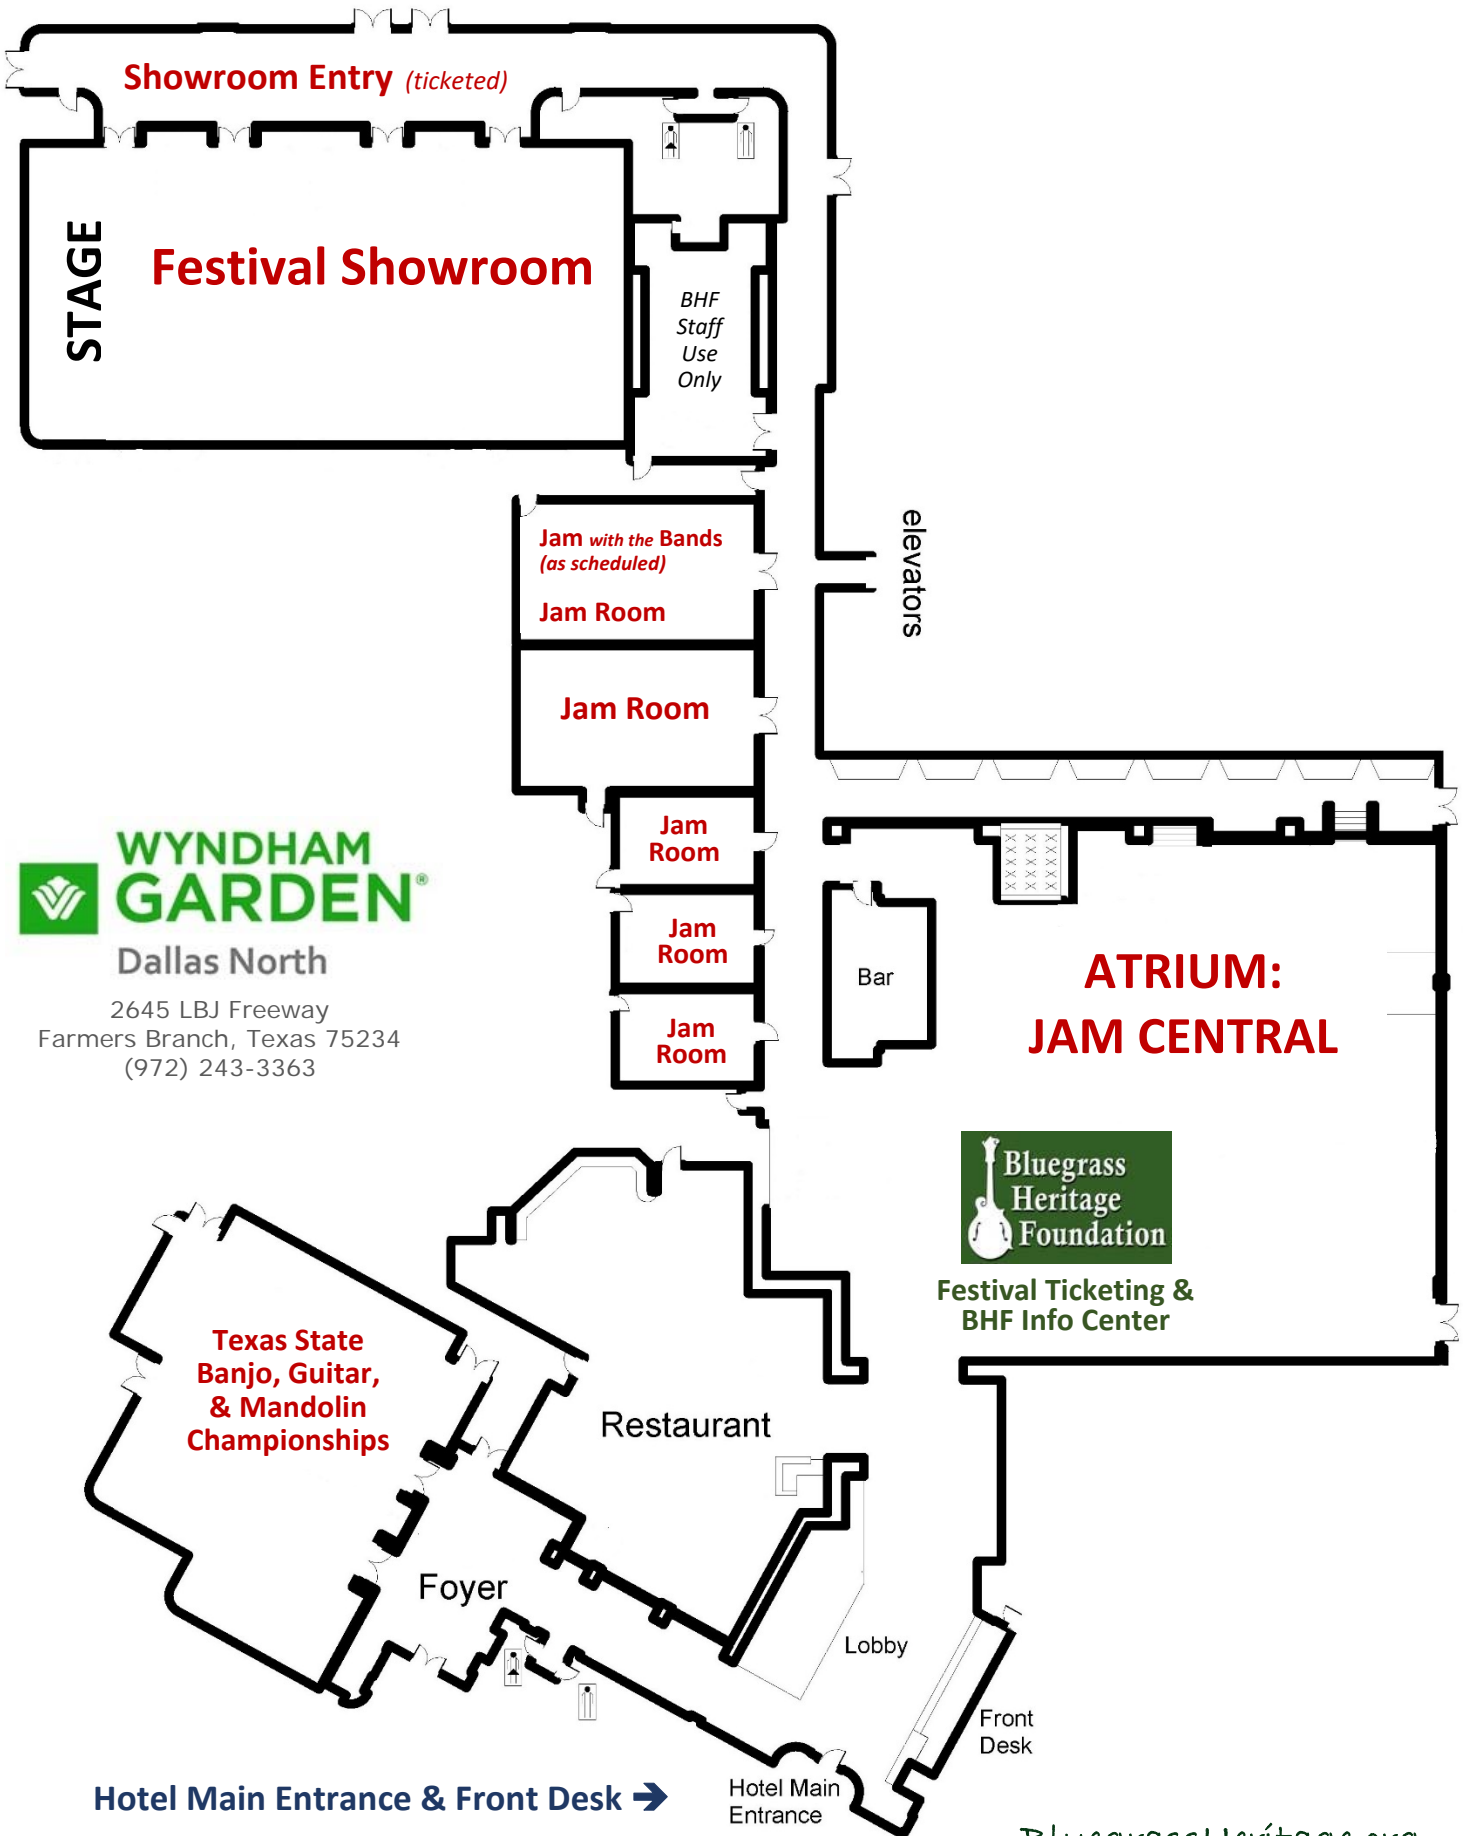 Showroom Entry (ticketed)
STAGE
Festival Showroom
BHF
Staff
Use
Only
elevators
Jam with the Bands
(as scheduled)
Jam Room
Jam Room
Jam
Room
Jam
Room
Jam
Room
WYNDHAM
GARDEN®
Dallas North
2645 LBJ Freeway
Farmers Branch, Texas 75234
(972) 243-3363
Bar
ATRIUM:
JAM CENTRAL
Bluegrass
Heritage
Foundation
Festival Ticketing &
BHF Info Center
Texas State
Banjo, Guitar,
& Mandolin
Championships
Restaurant
Foyer
Lobby
Front
Desk
Hotel Main
Entrance
Hotel Main Entrance & Front Desk ➔
BluegrassHeritage.org